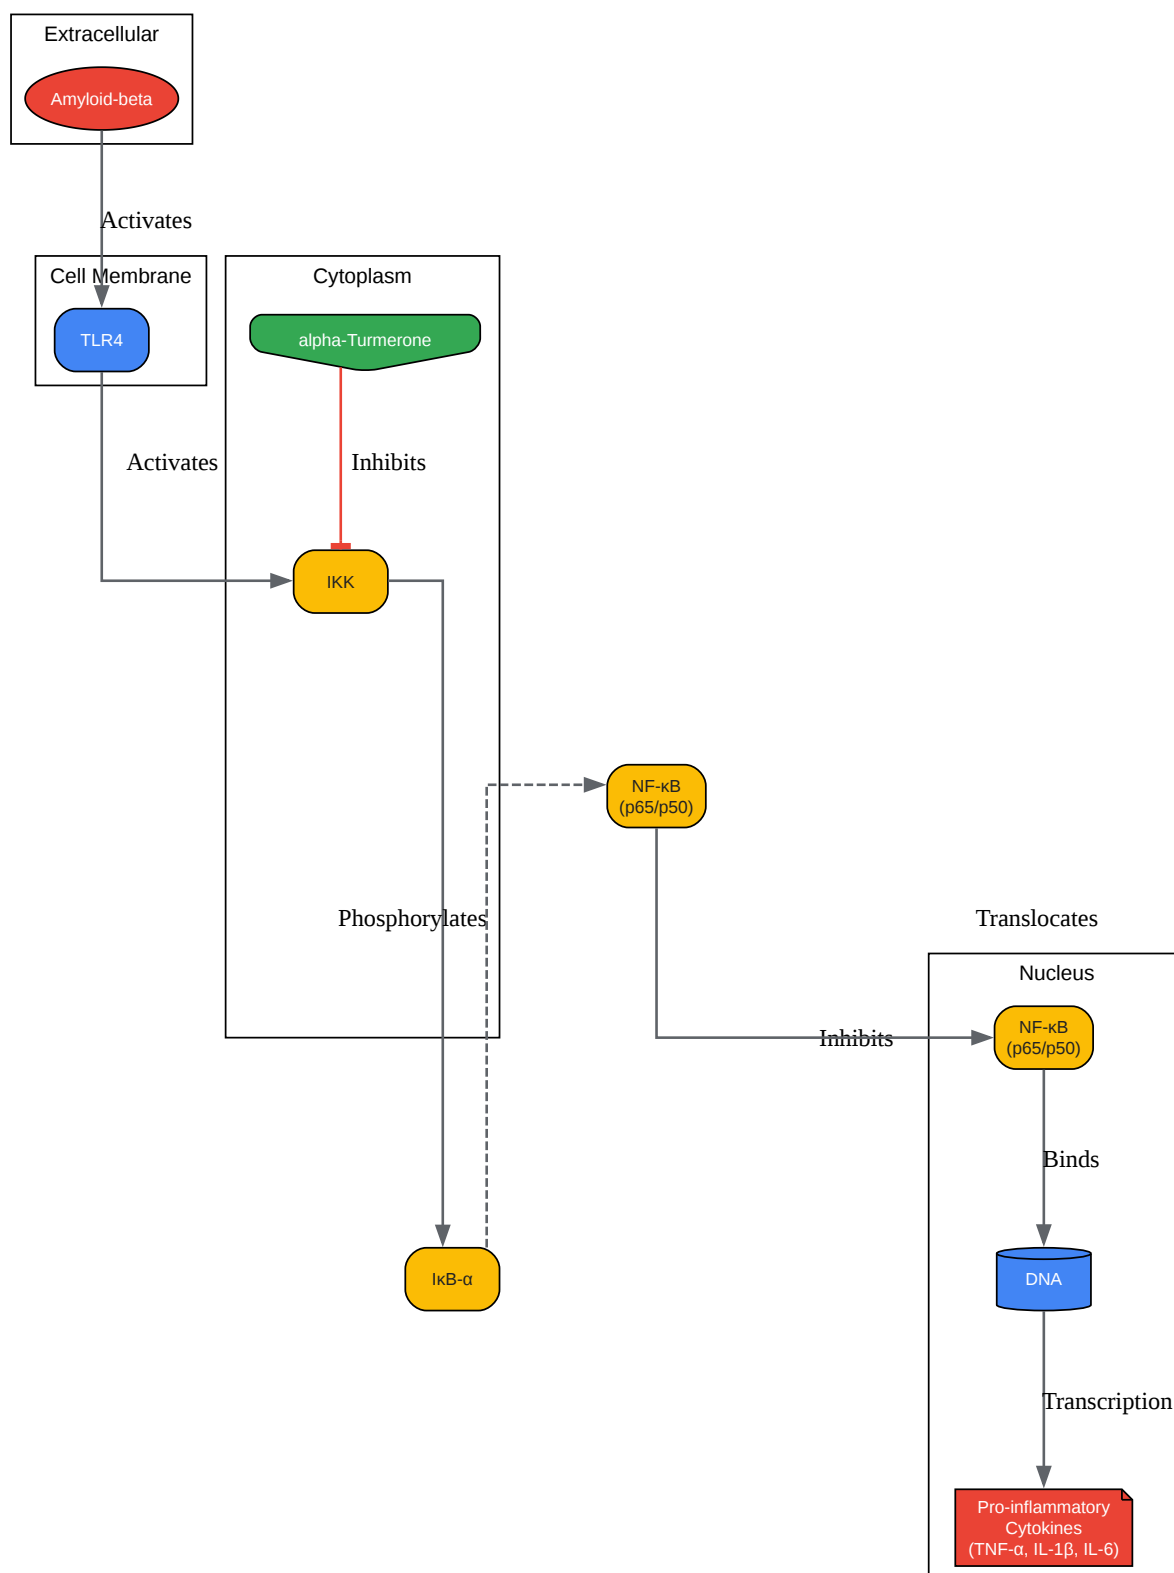 Extracellular
Amyloid-beta
Activates
Cell Membrane
Cytoplasm
TLR4
alpha-Turmerone
Activates
Inhibits
IKK
NF-κB
(p65/p50)
Phosphorylates
Translocates
Nucleus
NF-κB
(p65/p50)
Inhibits
Binds
IκB-α
DNA
Transcription
Pro-inflammatory
Cytokines
(TNF-α, IL-1β, IL-6)